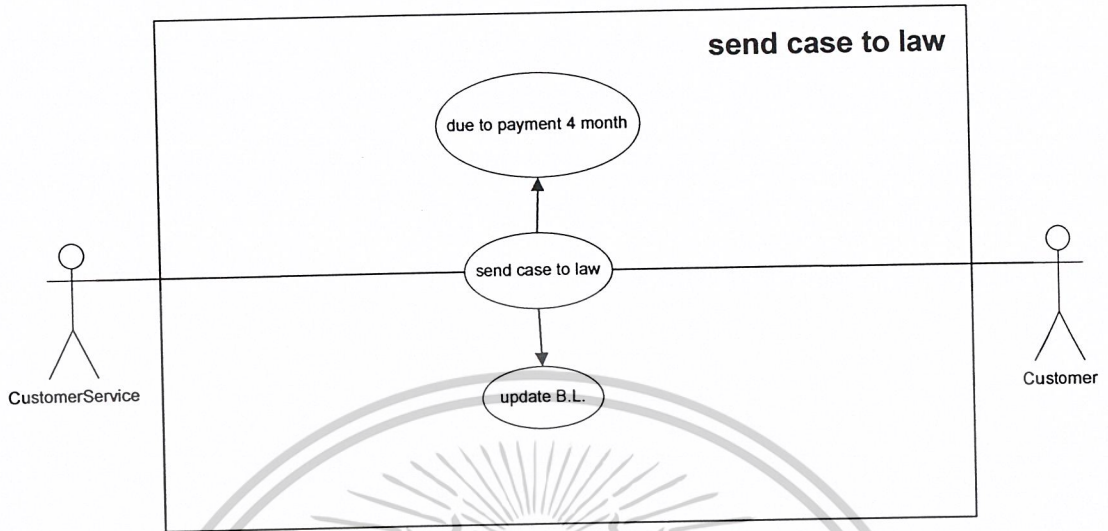 send case to law
due to payment 4 month
send case to law
update B.L.
CustomerService
Customer